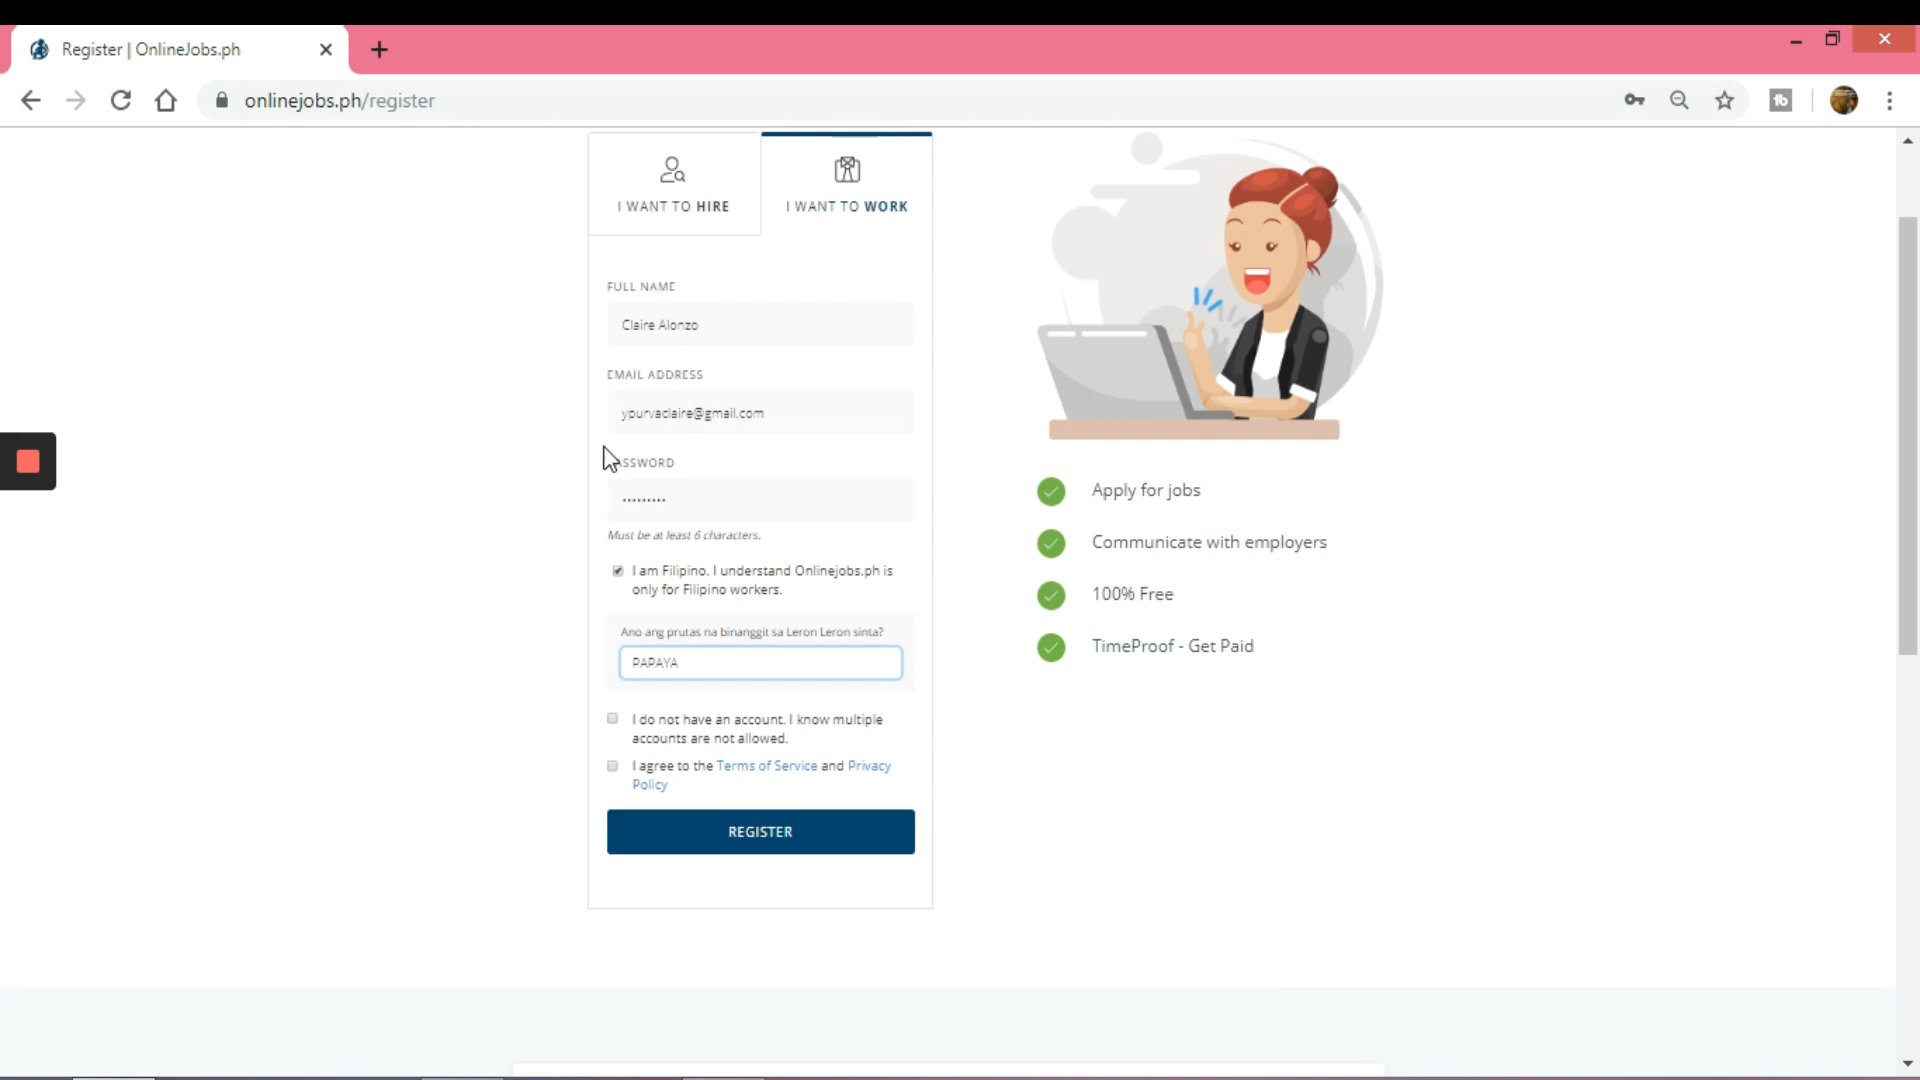 Register | OnlineJobs.ph
onlinejobs.ph/register
tb
I WANT TO HIRE
I WANT TO WORK
FULL NAME
Claire Alonzo
EMAIL ADDRESS
ypurvaclaire@gmail.com
ASSWORD
•••••••••
Must be at least 6 characters.
I am Filipino. I understand Onlinejobs.ph is
only for Filipino workers.
Ano ang prutas na binanggit sa Leron Leron sinta?
PAPAYA
I do not have an account. I know multiple
accounts are not allowed.
I agree to the Terms of Service and Privacy
Policy
REGISTER
Apply for jobs
Communicate with employers
100% Free
TimeProof - Get Paid